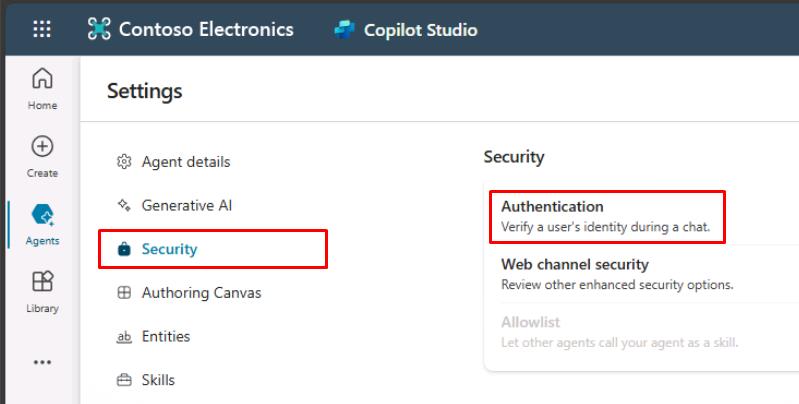 Contoso Electronics
Copilot Studio
Home
Create
Agents
Library
Settings
Agent details
Generative AI
Security
Authoring Canvas
ab Entities
Skills
Security
Authentication
Verify a user's identity during a chat.
Web channel security
Review other enhanced security options.
Allowlist
Let other agents call your agent as a skill.